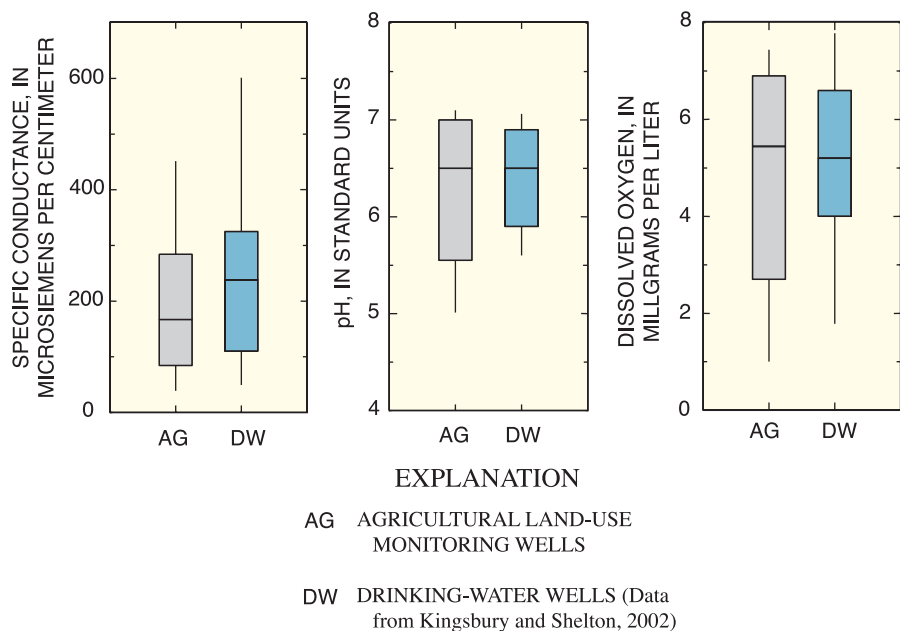 SPECIFIC CONDUCTANCE, IN
MICROSIEMENS PER CENTIMETER
600
400
200
0
AG
DW
pH, IN STANDARD UNITS
8
7
6
5
4
AG
DW
DISSOLVED OXYGEN, IN
MILLGRAMS PER LITER
8
6
4
2
0
AG
DW
EXPLANATION
AG AGRICULTURAL LAND-USE
MONITORING WELLS
DW DRINKING-WATER WELLS (Data
from Kingsbury and Shelton, 2002)